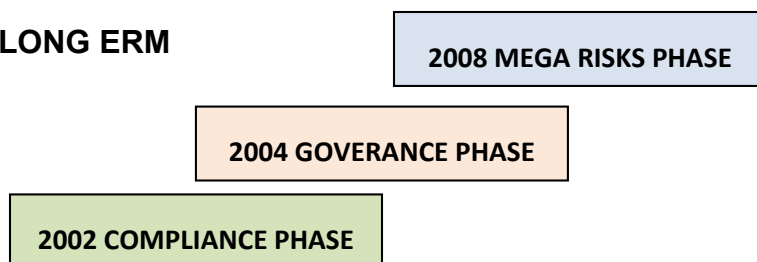 LONG ERM
2008 MEGA RISKS PHASE
2004 GOVERANCE PHASE
2002 COMPLIANCE PHASE